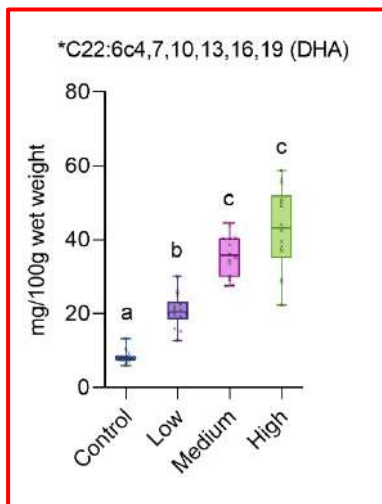 *C22:6c4,7,10,13,16,19 (DHA)
mg/100g wet weight
80
60
40
20
0
a
b
c
c
Control
Low
Medium
High